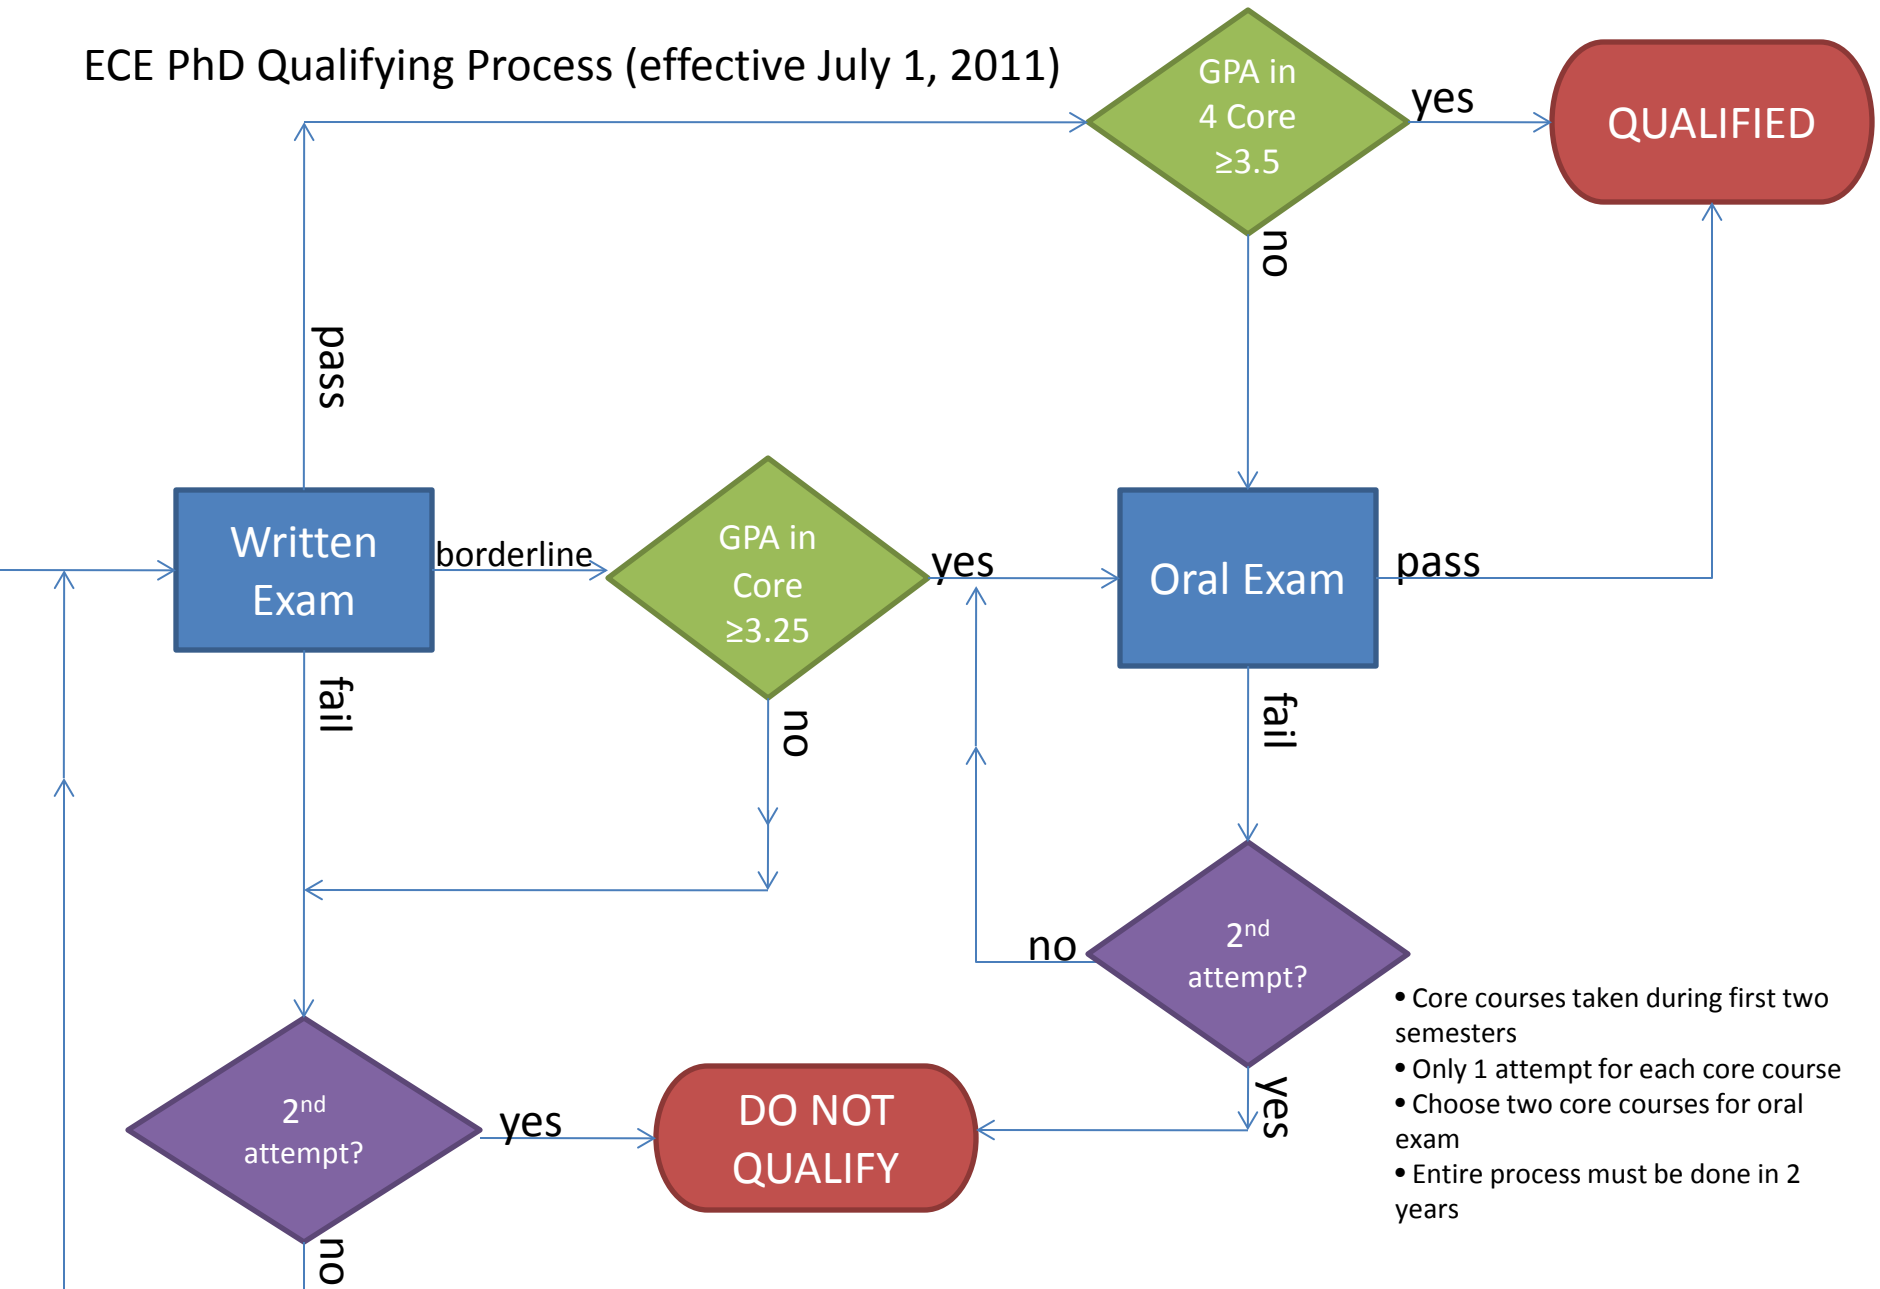 ECE PhD Qualifying Process (effective July 1, 2011)
GPA in
4 Core
≥3.5
yes
QUALIFIED
no
pass
Written
Exam
borderline
GPA in
Core
≥3.25
yes
Oral Exam
pass
fail
no
fail
2nd
attempt?
no
yes
• Core courses taken during first two
semesters
• Only 1 attempt for each core course
• Choose two core courses for oral
exam
• Entire process must be done in 2
years
2nd
attempt?
yes
DO NOT
QUALIFY
no